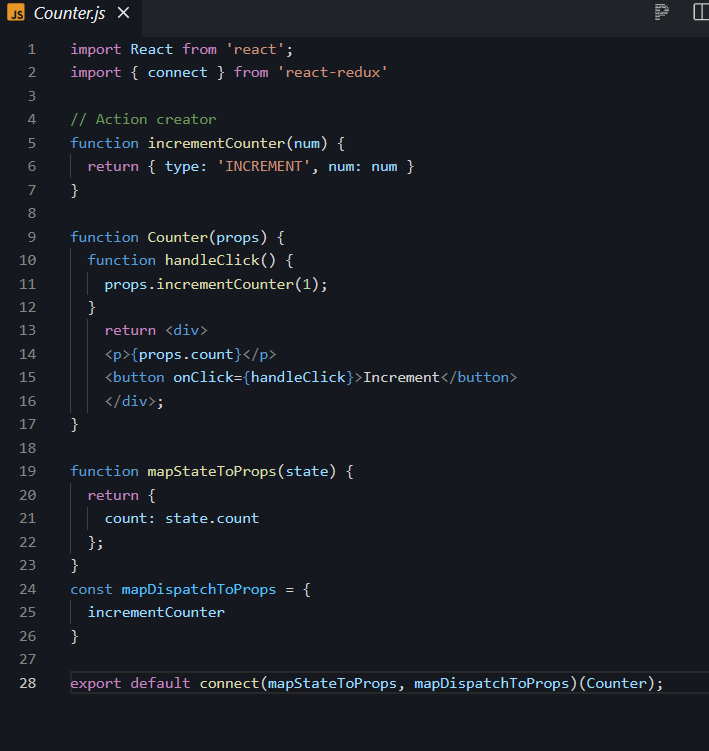 JS Counter.js ×
1 import React from 'react';
2 import { connect } from 'react-redux'
3
4 // Action creator
5 function incrementCounter(num) {
6   return { type: 'INCREMENT', num: num }
7 }
8
9 function Counter(props) {
10   function handleClick() {
11     props.incrementCounter(1);
12   }
13     return <div>
14     <p>{props.count}</p>
15     <button onClick={handleClick}>Increment</button>
16     </div>;
17 }
18
19 function mapStateToProps(state) {
20   return {
21     count: state.count
22   };
23 }
24 const mapDispatchToProps = {
25   incrementCounter
26 }
27
28 export default connect(mapStateToProps, mapDispatchToProps)(Counter);